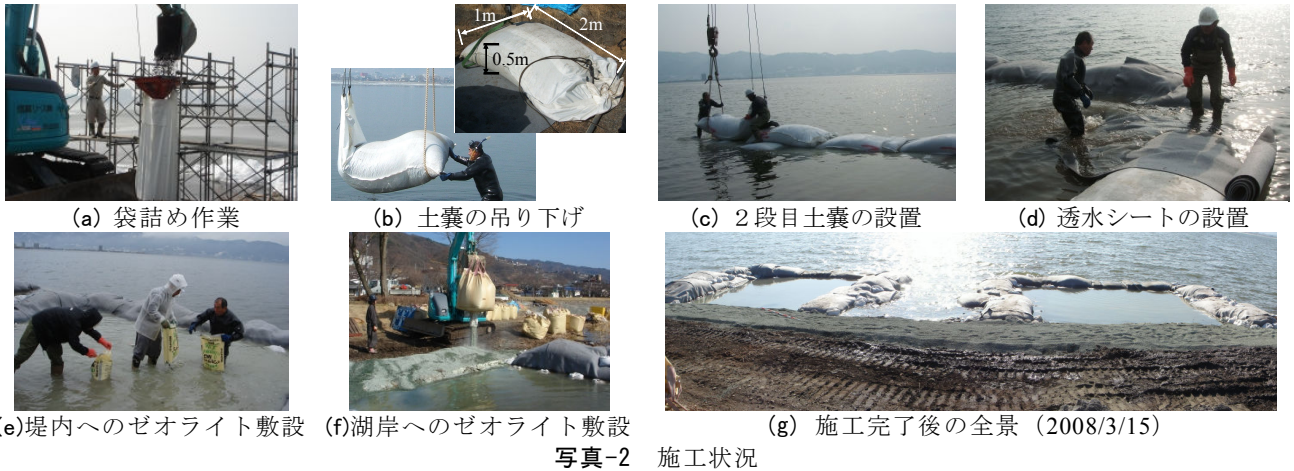 1m
2m
0.5m
(a) 袋詰め作業
(b) 土嚢の吊り下げ
(c) ２段目土嚢の設置
(d) 透水シートの設置
(e)堤内へのゼオライト敷設
(f)湖岸へのゼオライト敷設
(g) 施工完了後の全景（2008/3/15）
写真-2　施工状況